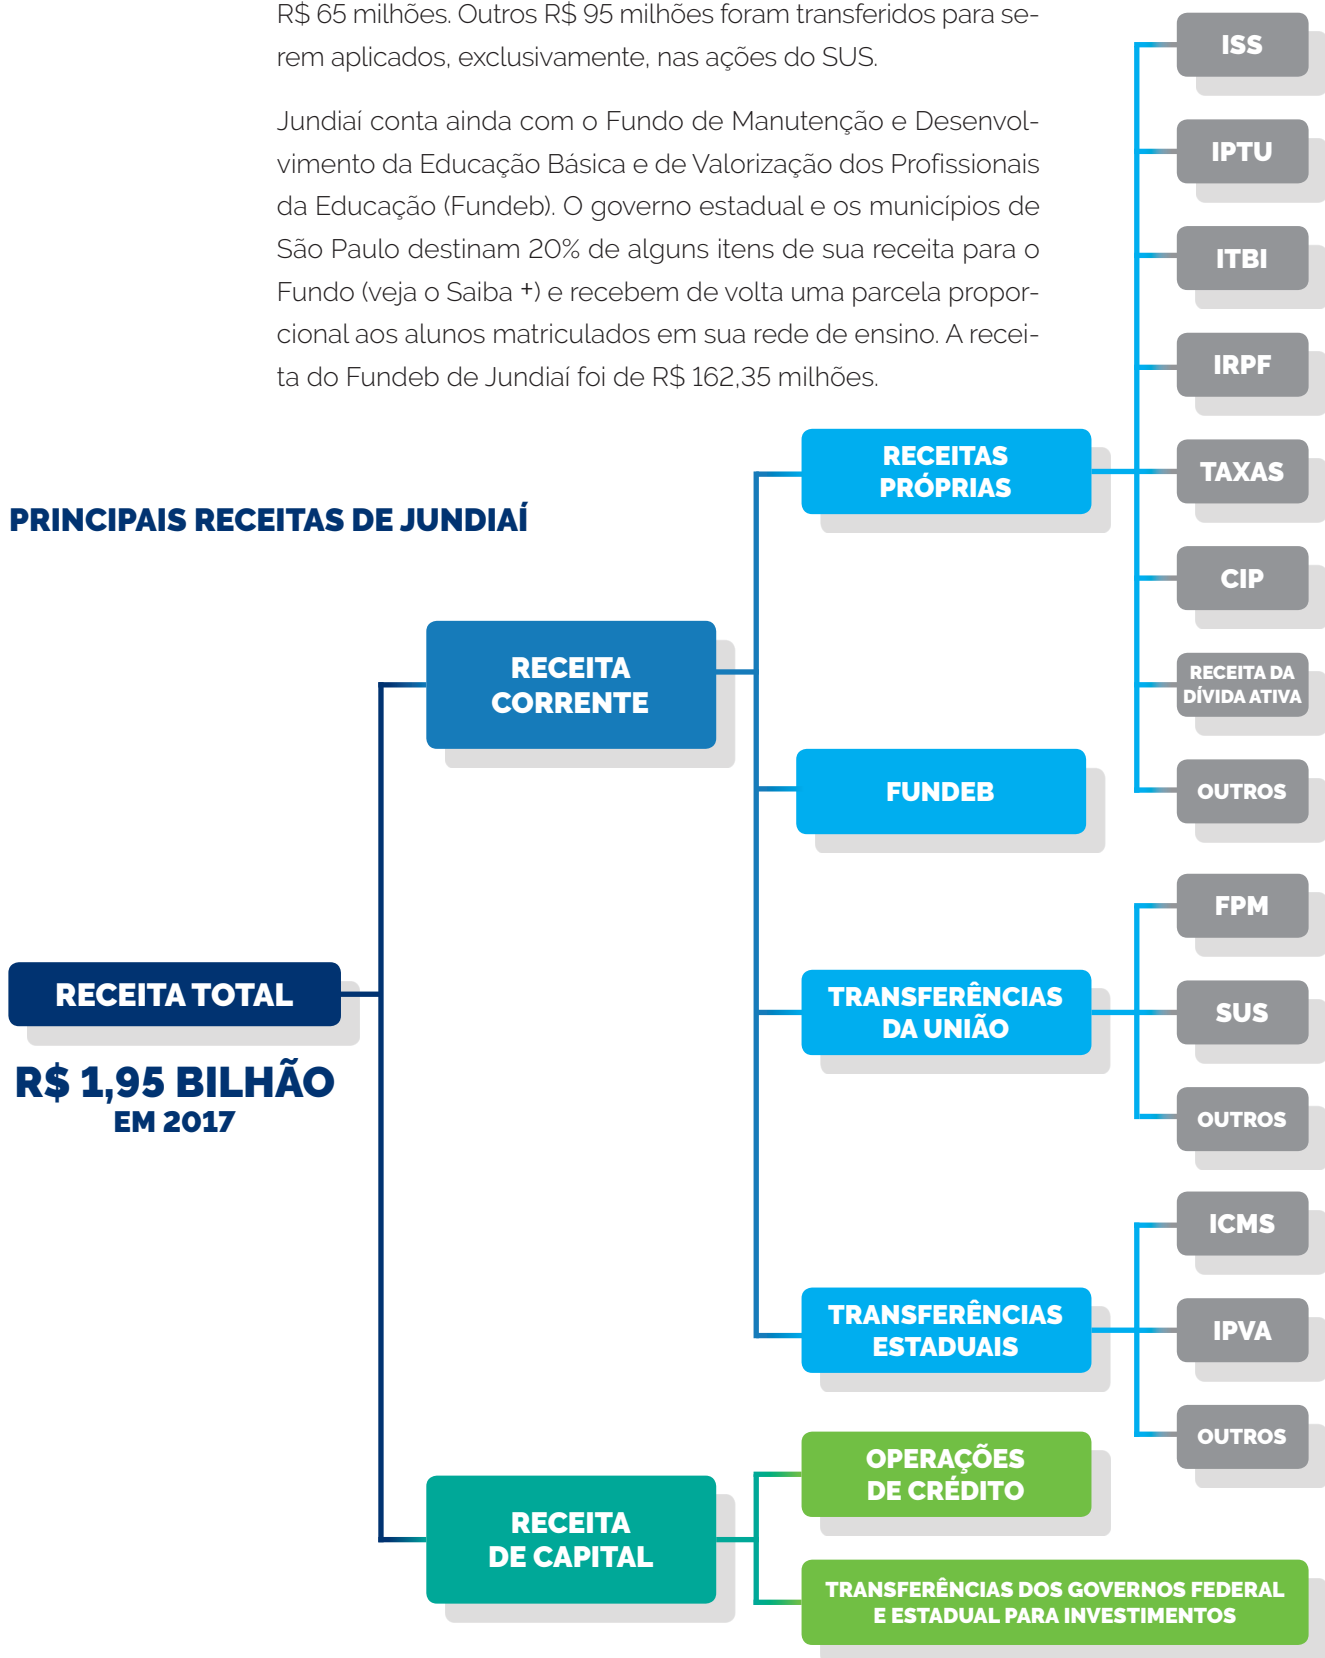 R$ 65 milhões. Outros R$ 95 milhões foram transferidos para se-
rem aplicados, exclusivamente, nas ações do SUS.
Jundiaí conta ainda com o Fundo de Manutenção e Desenvol-
vimento da Educação Básica e de Valorização dos Profissionais
da Educação (Fundeb). O governo estadual e os municípios de
São Paulo destinam 20% de alguns itens de sua receita para o
Fundo (veja o Saiba +) e recebem de volta uma parcela propor-
cional aos alunos matriculados em sua rede de ensino. A recei-
ta do Fundeb de Jundiaí foi de R$ 162,35 milhões.
PRINCIPAIS RECEITAS DE JUNDIAÍ
RECEITA TOTAL
R$ 1,95 BILHÃO
EM 2017
RECEITA
CORRENTE
RECEITAS
PRÓPRIAS
ISS
IPTU
ITBI
IRPF
TAXAS
CIP
RECEITA DA
DÍVIDA ATIVA
OUTROS
FUNDEB
TRANSFERÊNCIAS
DA UNIÃO
FPM
SUS
OUTROS
TRANSFERÊNCIAS
ESTADUAIS
ICMS
IPVA
OUTROS
RECEITA
DE CAPITAL
OPERAÇÕES
DE CRÉDITO
TRANSFERÊNCIAS DOS GOVERNOS FEDERAL
E ESTADUAL PARA INVESTIMENTOS